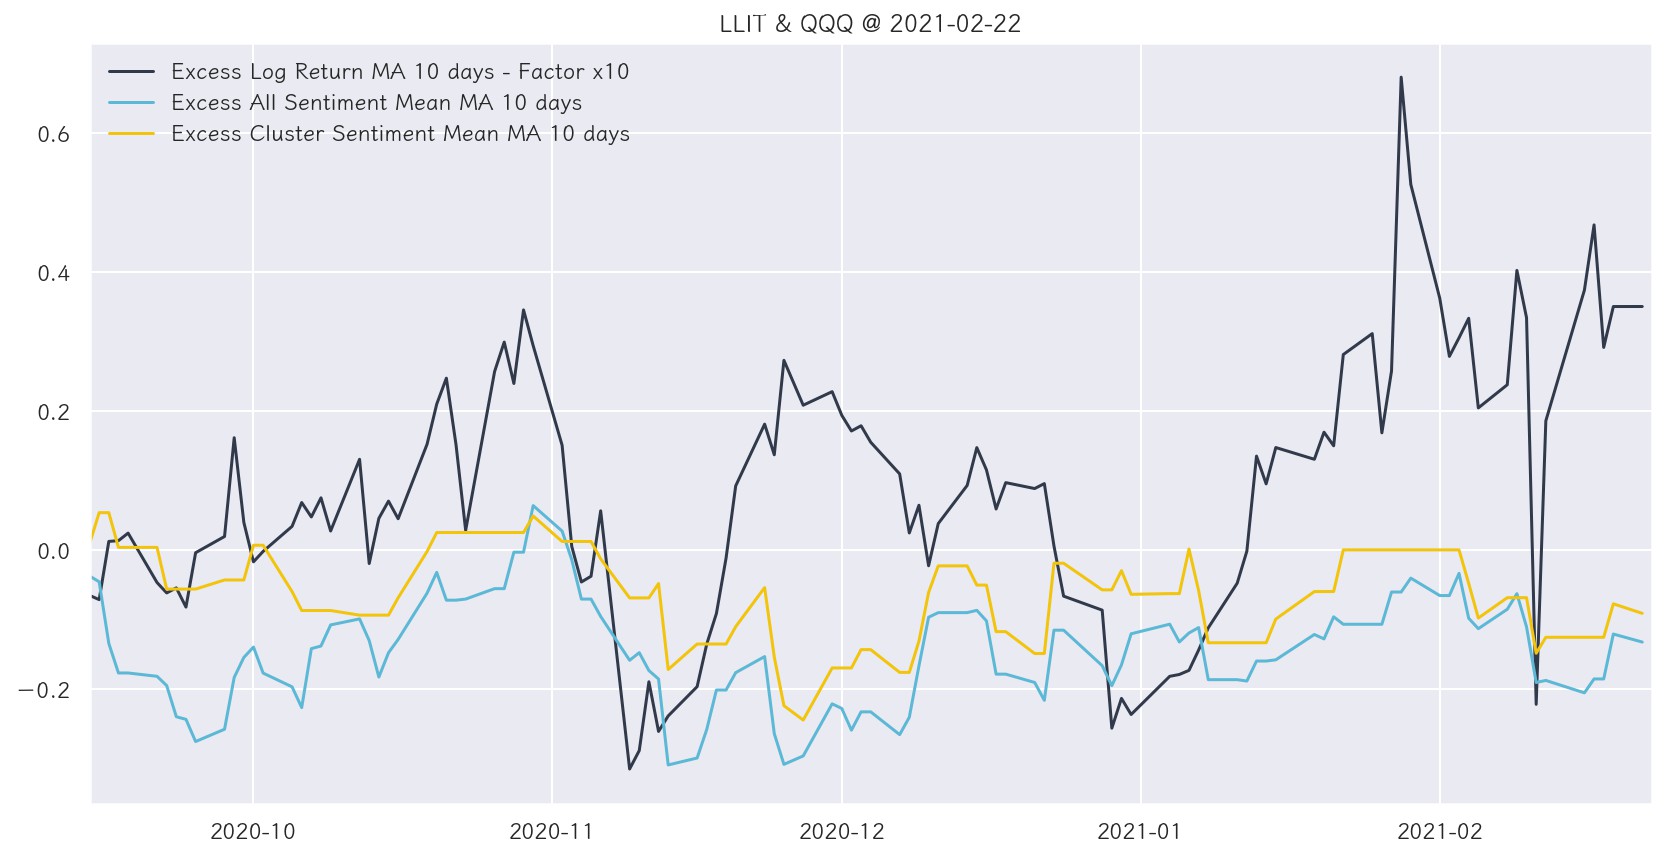 LLIT & QQQ @ 2021-02-22
Excess Log Return MA 10 days - Factor x10
Excess All Sentiment Mean MA 10 days
Excess Cluster Sentiment Mean MA 10 days
0.6
0.4
0.2
0.0
−0.2
2020-10 2020-11 2020-12 2021-01 2021-02